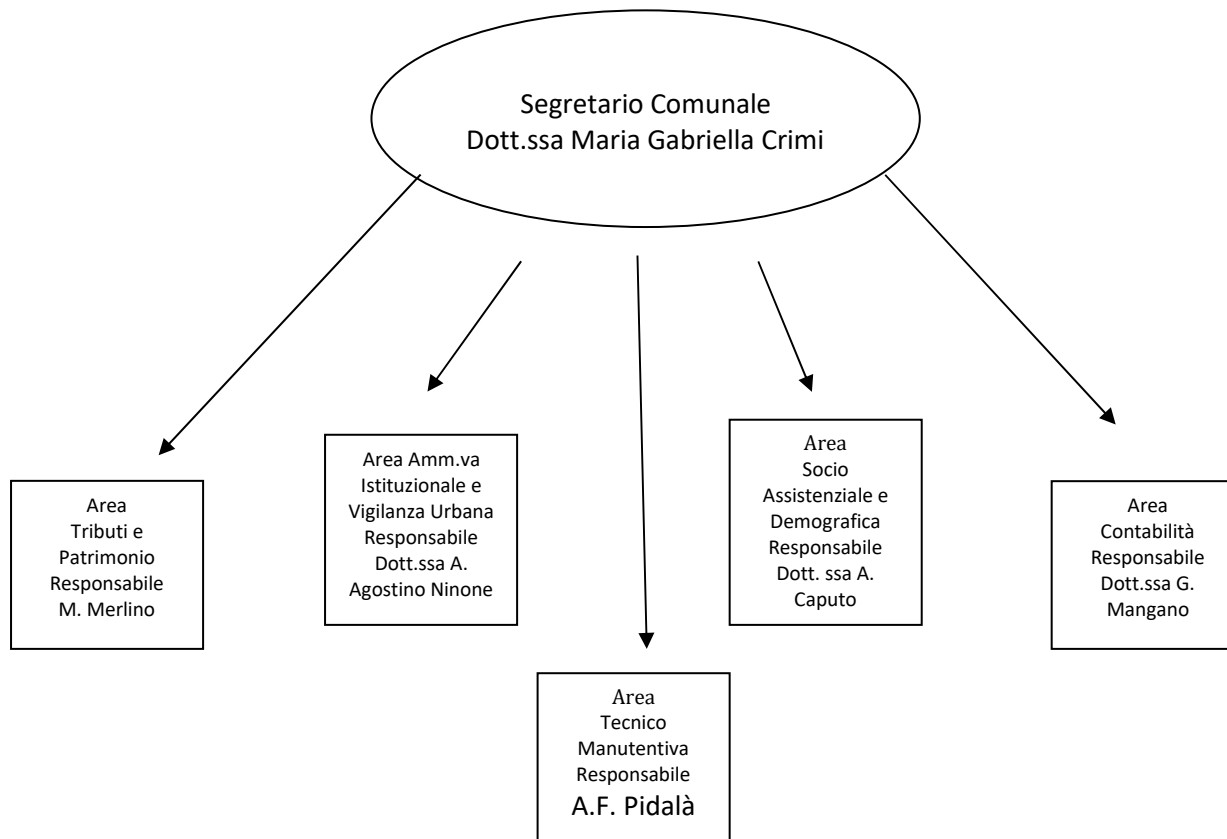 Segretario Comunale
Dott.ssa Maria Gabriella Crimi
Area
Tributi e
Patrimonio
Responsabile
M. Merlino
Area Amm.va
Istituzionale e
Vigilanza Urbana
Responsabile
Dott.ssa A.
Agostino Ninone
Area
Socio
Assistenziale e
Demografica
Responsabile
Dott. ssa A.
Caputo
Area
Contabilità
Responsabile
Dott.ssa G.
Mangano
Area
Tecnico
Manutentiva
Responsabile
A.F. Pidalà